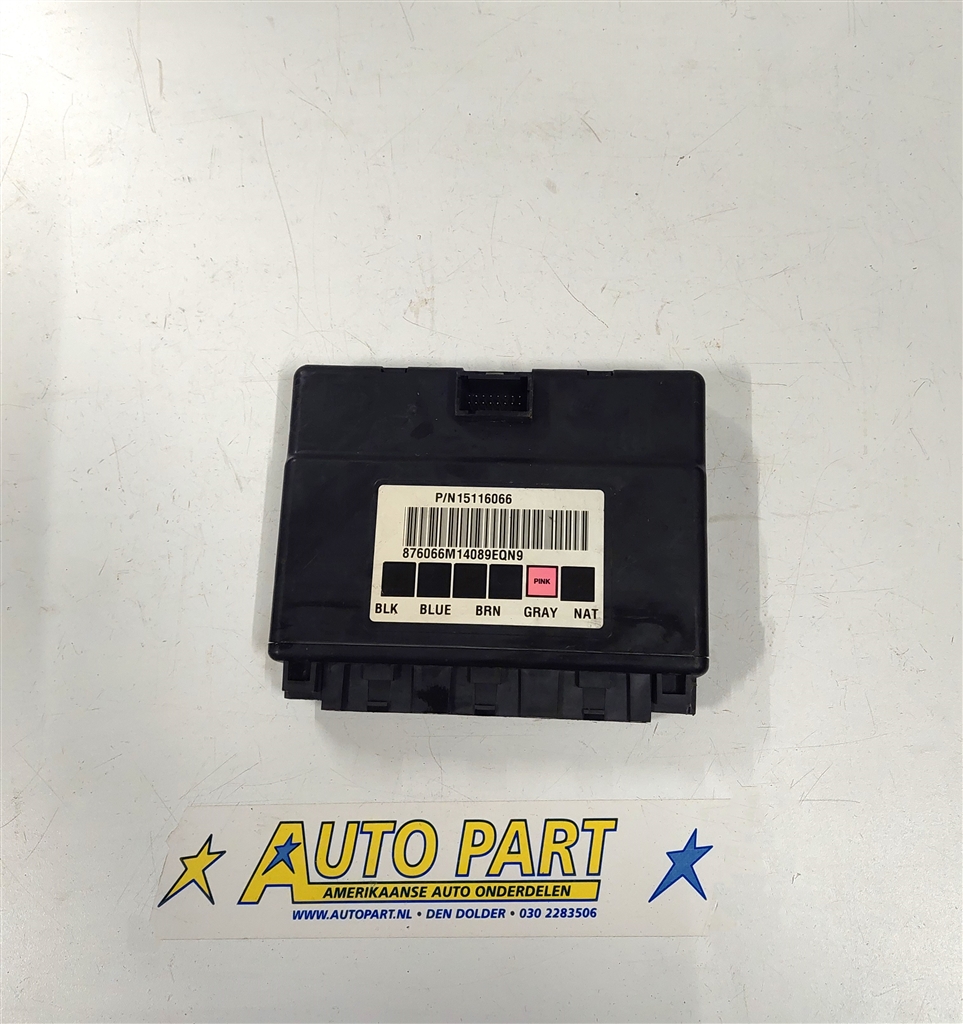 P/N15116066
876066M14089EQN9
PINK
BLK BLUE BRN GRAY NAT
AUTO PART
AMERIKAANSE AUTO ONDERDELEN
WWW.AUTOPART.NL • DEN DOLDER • 030 2283506